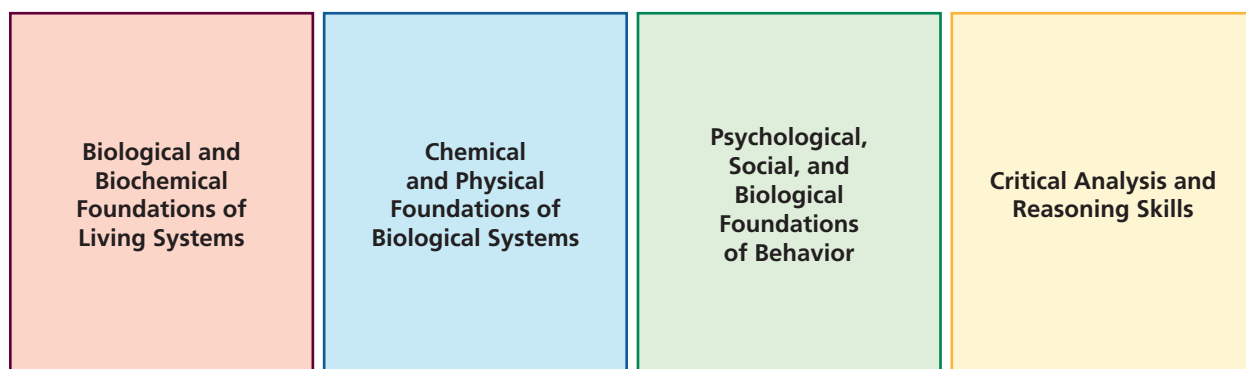 Biological and
Biochemical
Foundations of
Living Systems
Chemical
and Physical
Foundations of
Biological Systems
Psychological,
Social, and
Biological
Foundations
of Behavior
Critical Analysis and
Reasoning Skills